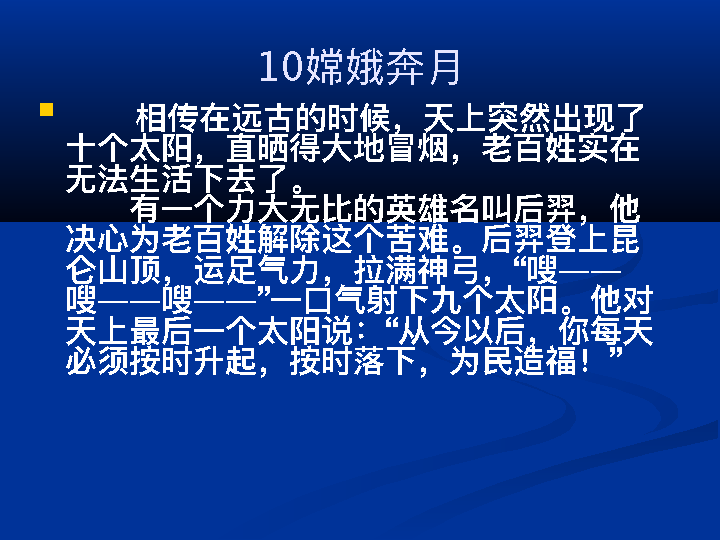 10嫦娥奔月
相传在远古的时候，天上突然出现了
十个太阳，直晒得大地冒烟，老百姓实在
无法生活下去了。
有一个力大无比的英雄名叫后羿，他
决心为老百姓解除这个苦难。后羿登上昆
仑山顶，运足气力，拉满神弓，“嗖——
嗖——嗖——”一口气射下九个太阳。他对
天上最后一个太阳说：“从今以后，你每天
必须按时升起，按时落下，为民造福！”